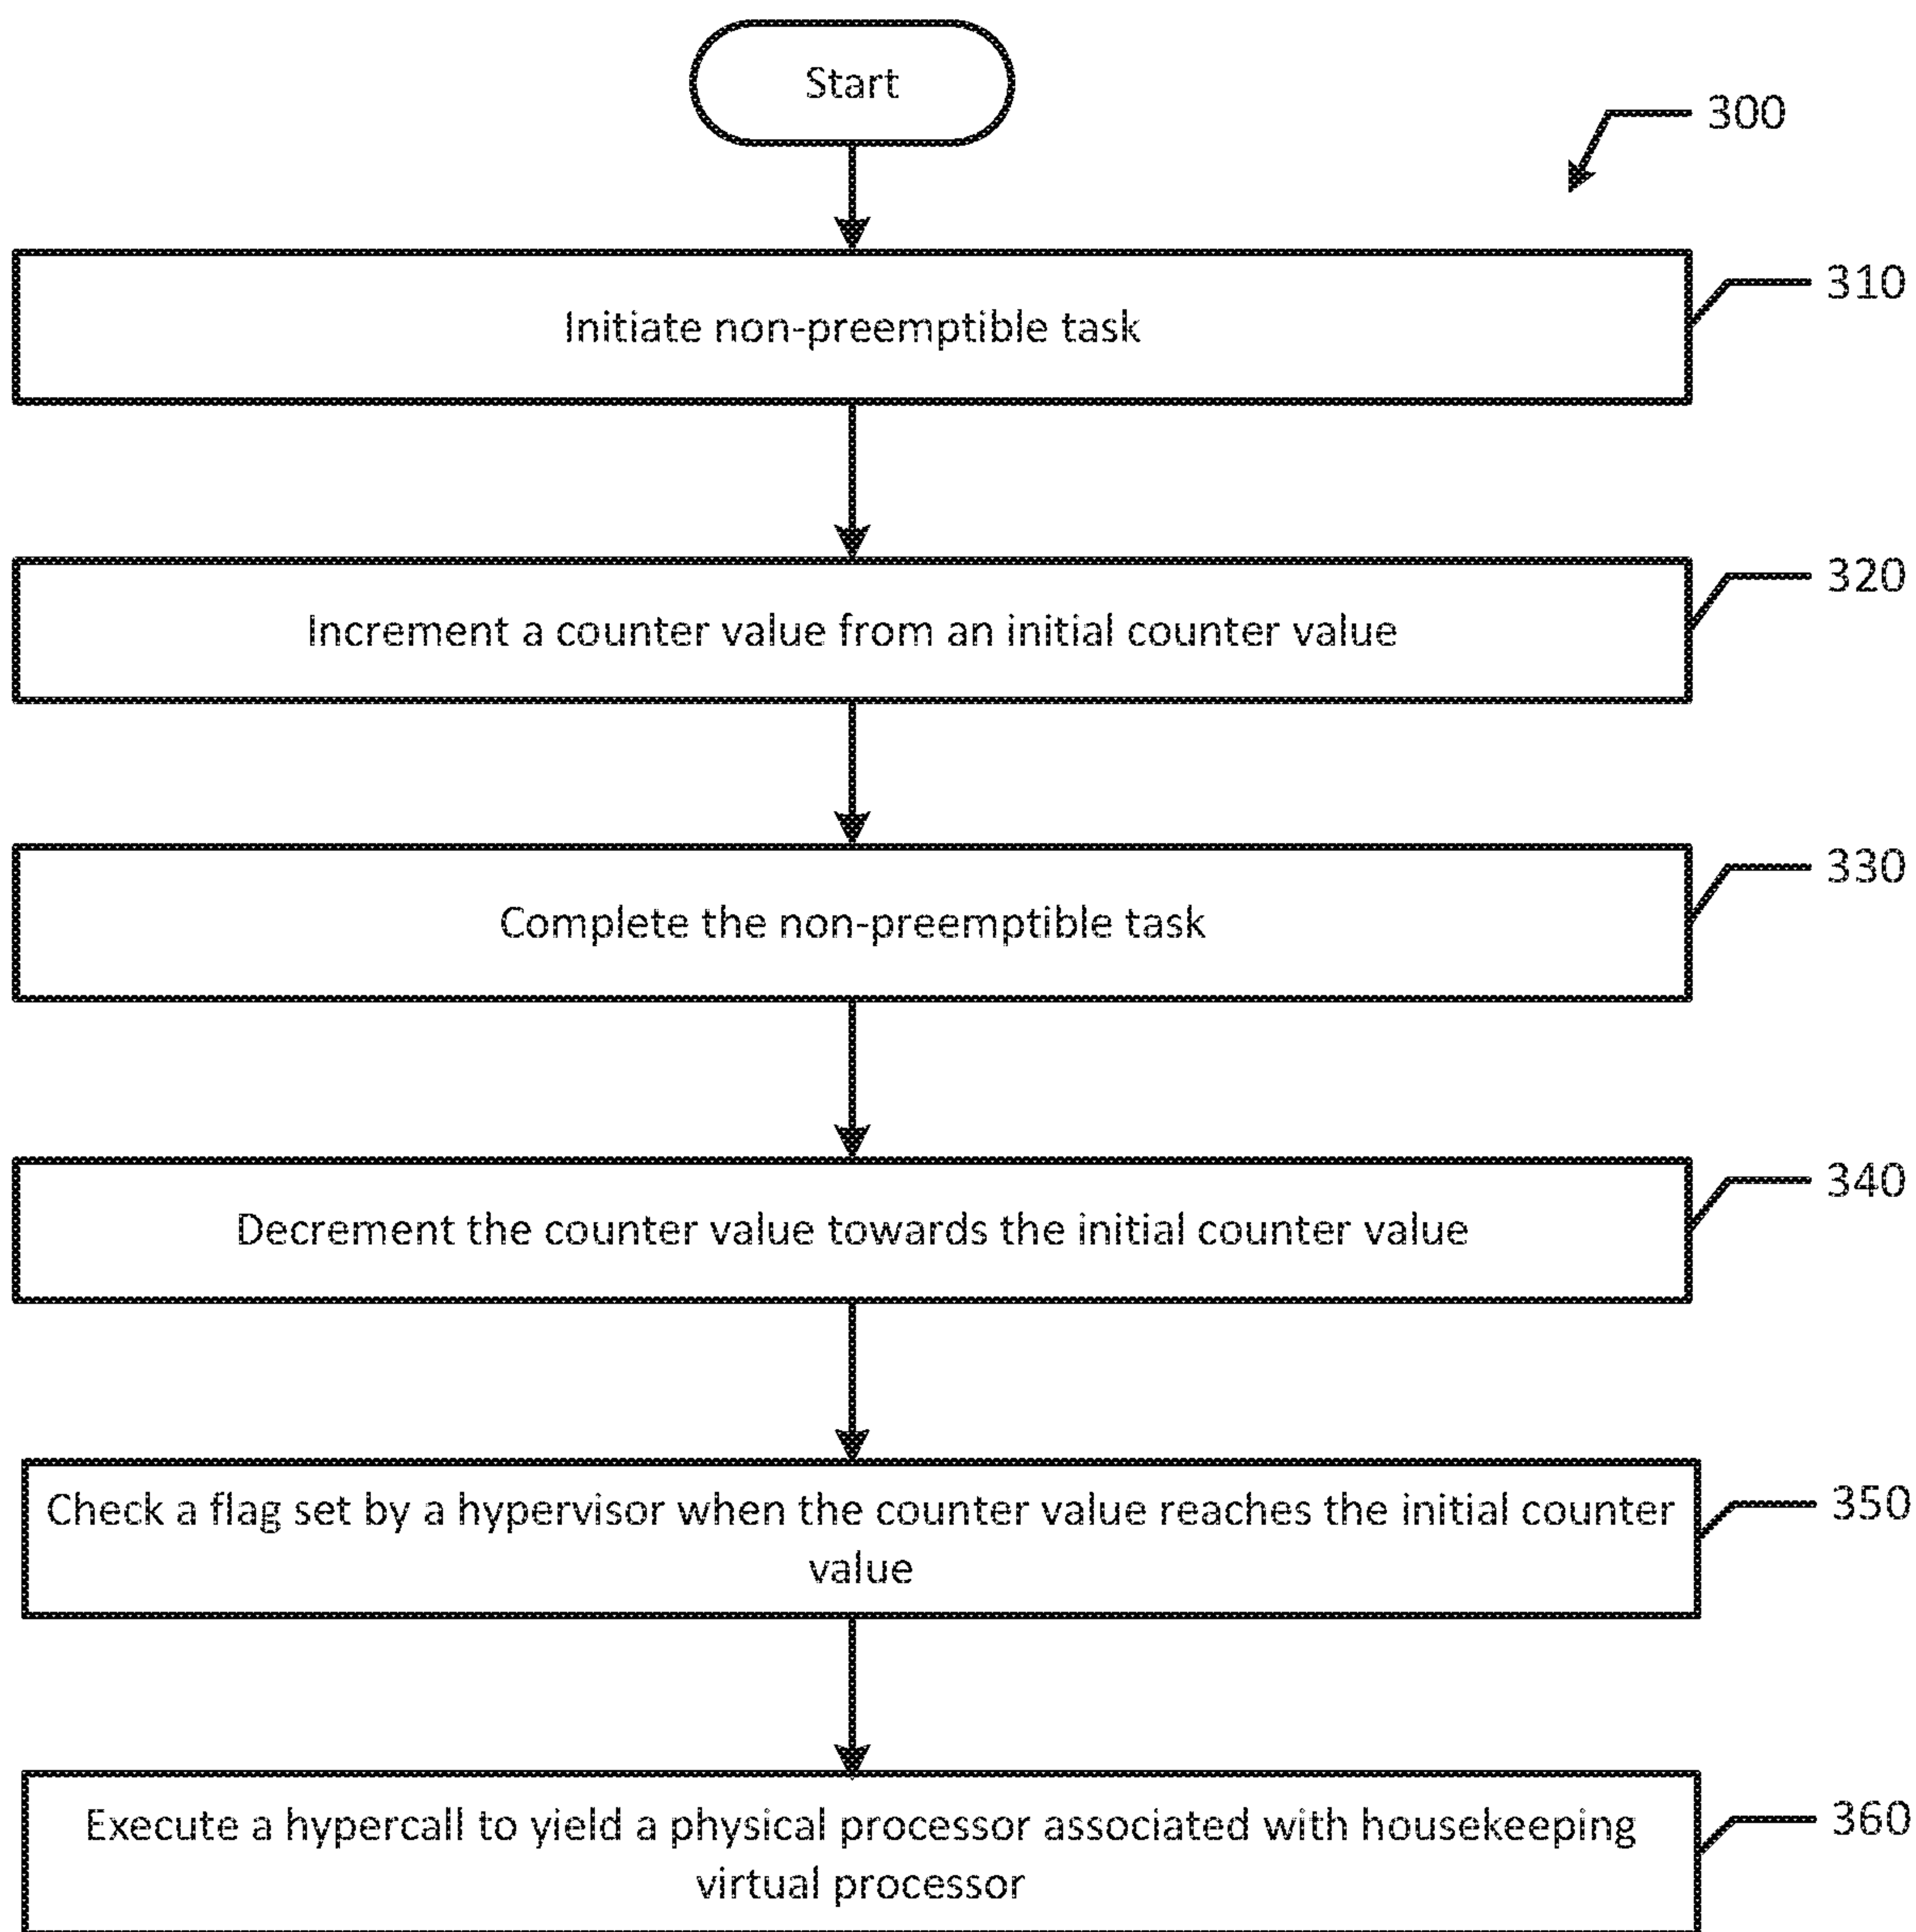 Start
300
Initiate non-preemptible task
310
Increment a counter value from an initial counter value
320
Complete the non-preemptible task
330
Decrement the counter value towards the initial counter value
340
Check a flag set by a hypervisor when the counter value reaches the initial counter
value
350
Execute a hypercall to yield a physical processor associated with housekeeping
virtual processor
360